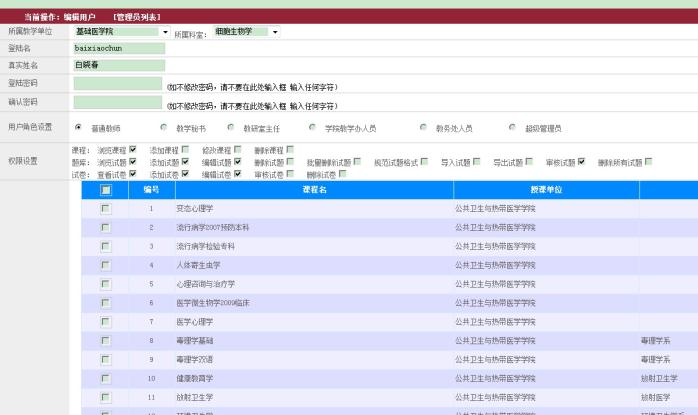 当前操作：编辑用户 [管理员列表]
所属教学单位 基础医学院 所属科室： 细胞生物学
登陆名 baixiaochun
真实姓名 白晓春
登陆密码 (如不修改密码，请不要在此处输入框 输入任何字符)
确认密码 (如不修改密码，请不要在此处输入框 输入任何字符)
用户角色设置 普通教师 教学秘书 教研室主任 学院教学办人员 教务处人员 超级管理员
课程： 浏览课程 添加课程 修改课程 删除课程
权限设置 题库： 浏览试题 添加试题 编辑试题 删除试题 批量删除试题 规范试题格式 导入试题 导出试题 审核试题 删除所有试题
试卷： 查看试卷 添加试卷 编辑试卷 审核试卷 删除试卷
编号 课程名 授课单位
1 变态心理学 公共卫生与热带医学学院
2 流行病学2007预防本科 公共卫生与热带医学学院
3 流行病学检验专科 公共卫生与热带医学学院
4 人体寄生虫学 公共卫生与热带医学学院
5 心理咨询与治疗学 公共卫生与热带医学学院
6 医学微生物学2009临床 公共卫生与热带医学学院
7 医学心理学 公共卫生与热带医学学院
8 毒理学基础 公共卫生与热带医学学院 毒理学系
9 毒理学双语 公共卫生与热带医学学院 毒理学系
10 健康教育学 公共卫生与热带医学学院 放射卫生学
11 放射卫生学 公共卫生与热带医学学院 放射医学